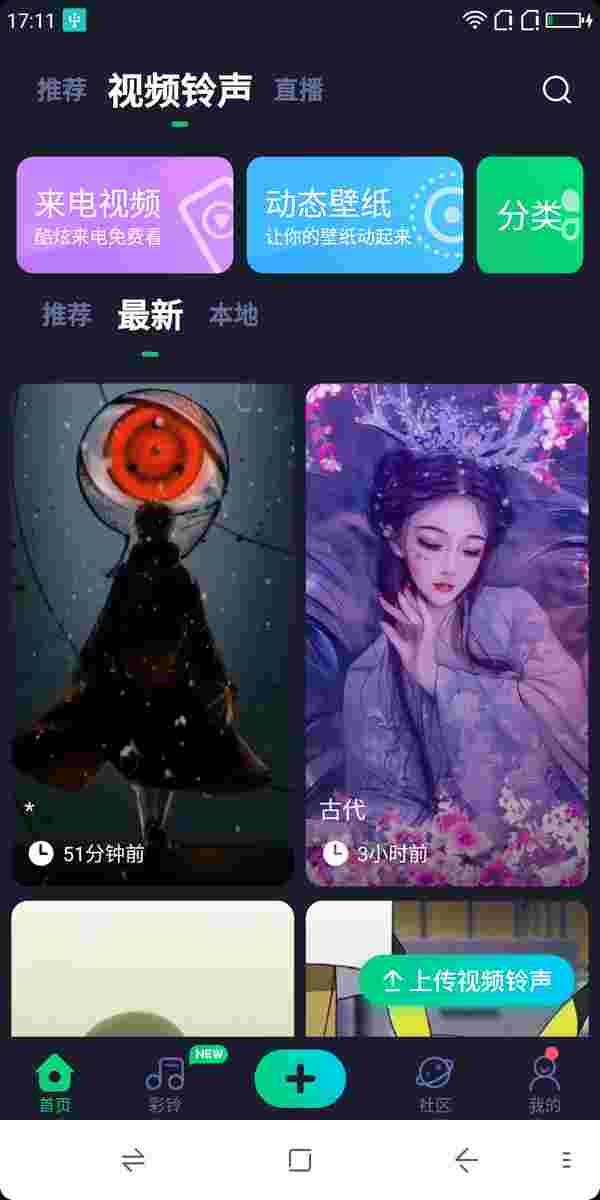 17:11
推荐 视频铃声 直播
来电视频
酷炫来电免费看
动态壁纸
让你的壁纸动起来
分类
推荐 最新 本地
*
51分钟前
古代
3小时前
上传视频铃声
NEW
首页 彩铃 社区 我的